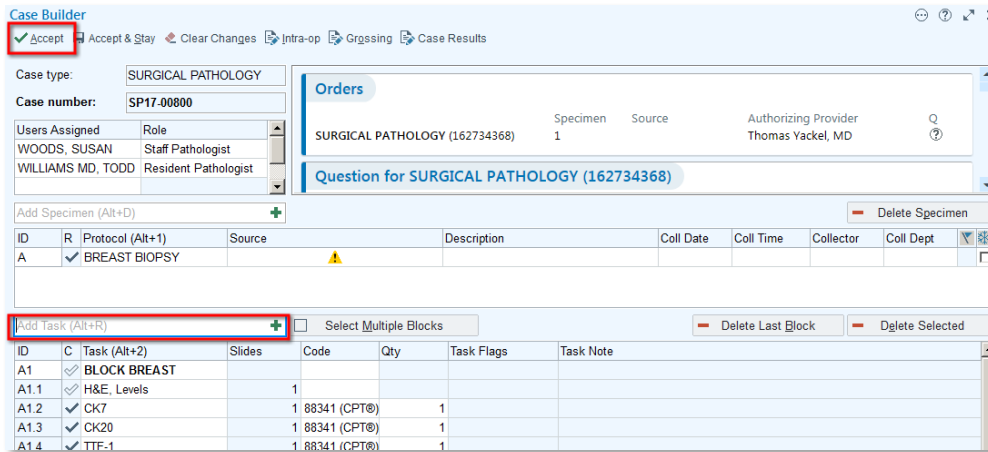 Case Builder
Accept Accept & Stay Clear Changes Intra-op Grossing Case Results
Case type: SURGICAL PATHOLOGY
Case number: SP17-00800
Users Assigned Role
WOODS, SUSAN Staff Pathologist
WILLIAMS MD, TODD Resident Pathologist
Orders
Specimen Source Authorizing Provider Q
SURGICAL PATHOLOGY (162734368) 1 Thomas Yackel, MD
Question for SURGICAL PATHOLOGY (162734368)
Add Specimen (Alt+D) Delete Specimen
ID R Protocol (Alt+1) Source Description Coll Date Coll Time Collector Coll Dept
A BREAST BIOPSY
Add Task (Alt+R) Select Multiple Blocks Delete Last Block Delete Selected
ID C Task (Alt+2) Slides Code Qty Task Flags Task Note
A1 BLOCK BREAST
A1.1 H&E, Levels 1
A1.2 CK7 1 88341 (CPT®) 1
A1.3 CK20 1 88341 (CPT®) 1
A1.4 TTF-1 1 88341 (CPT®) 1